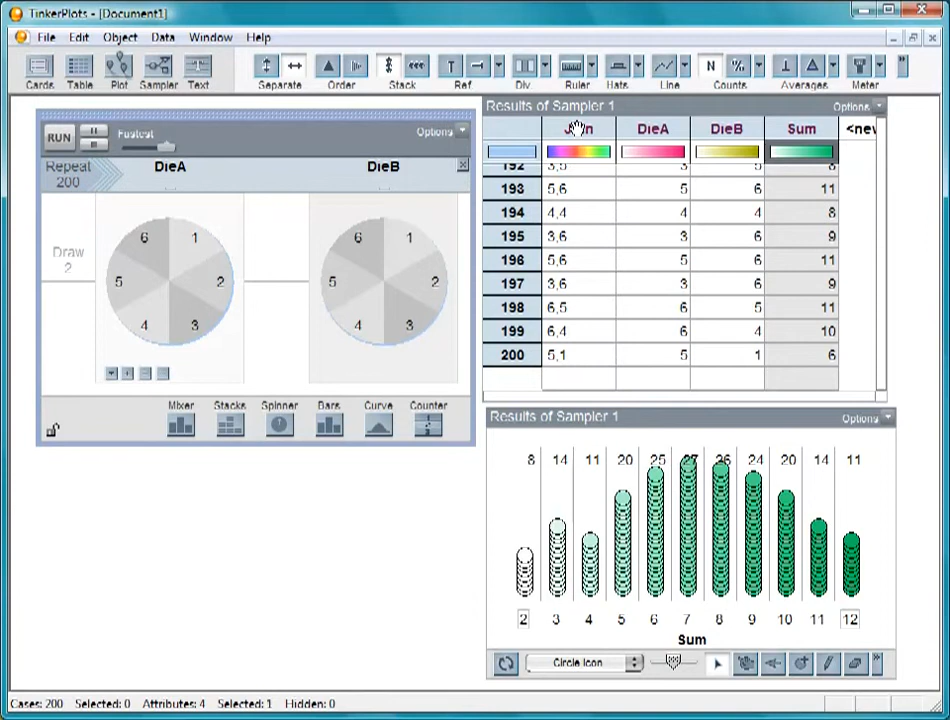 TinkerPlots - [Document1]
File Edit Object Data Window Help
Cards Table Plot Sampler Text Separate Order Stack Ref Div Ruler Hats Line Counts Averages Meter
N %
RUN Fastest Options
Repeat
200
DieA DieB
Draw
2
6 1 5 2 4 3
6 1 5 2 4 3
Mixer Stacks Spinner Bars Curve Counter
Results of Sampler 1 Options
DieA DieB Sum <new
192 3,5 3 5 8
193 5,6 5 6 11
194 4,4 4 4 8
195 3,6 3 6 9
196 5,6 5 6 11
197 3,6 3 6 9
198 6,5 6 5 11
199 6,4 6 4 10
200 5,1 5 1 6
Results of Sampler 1 Options
8 14 11 20 25 27 26 24 20 14 11
2 3 4 5 6 7 8 9 10 11 12
Sum
Circle Icon
Cases: 200 Selected: 0 Attributes: 4 Selected: 1 Hidden: 0